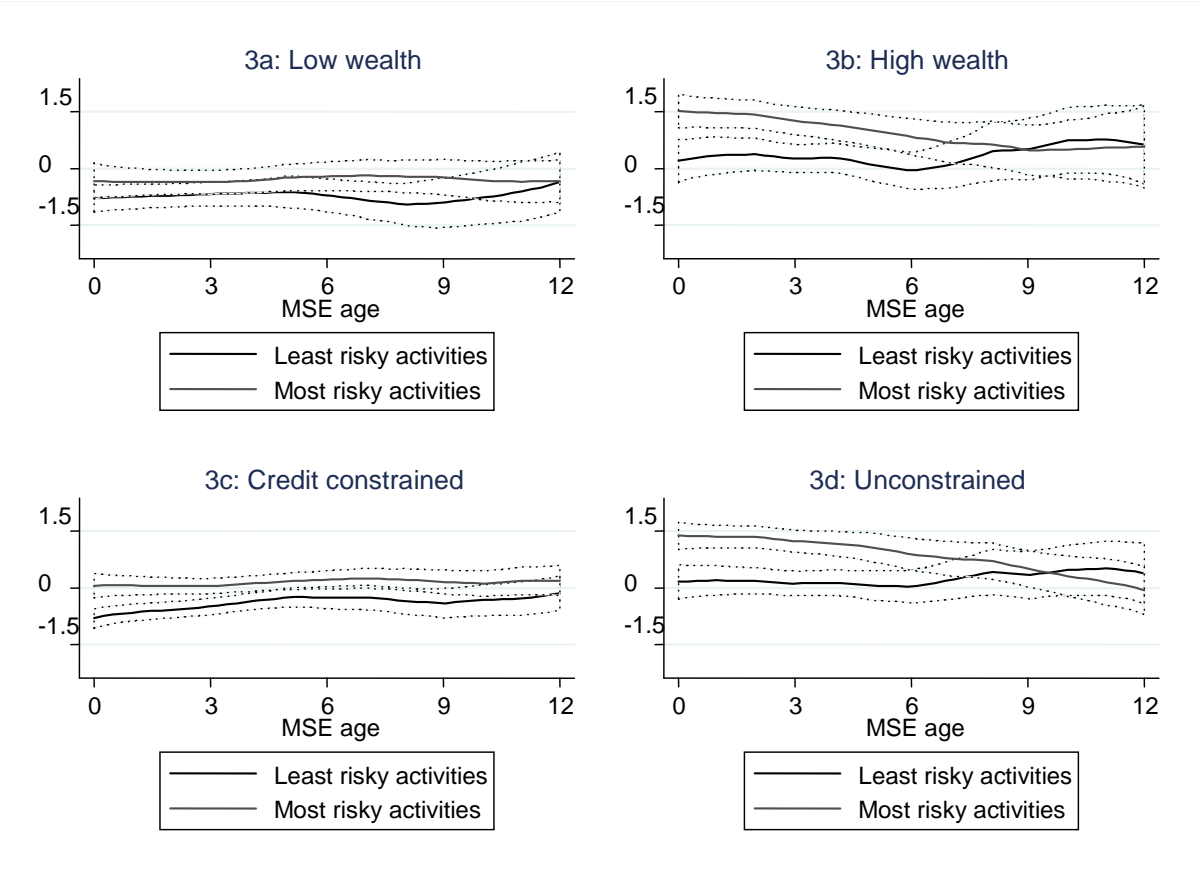 3a: Low wealth
1.5
0
-1.5
0 3 6 9 12
MSE age
Least risky activities
Most risky activities
3b: High wealth
1.5
0
-1.5
0 3 6 9 12
MSE age
Least risky activities
Most risky activities
3c: Credit constrained
1.5
0
-1.5
0 3 6 9 12
MSE age
Least risky activities
Most risky activities
3d: Unconstrained
1.5
0
-1.5
0 3 6 9 12
MSE age
Least risky activities
Most risky activities